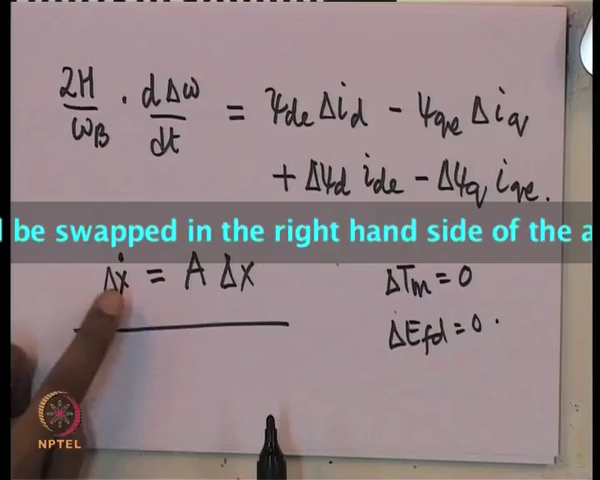 2H/ω_B · dΔω/dt = ψde Δid − ψqe Δiq
+ Δψd ide − Δψq iqe.
be swapped in the right hand side of the
Δẋ = A Δx
ΔTm = 0
ΔEfd = 0.
NPTEL